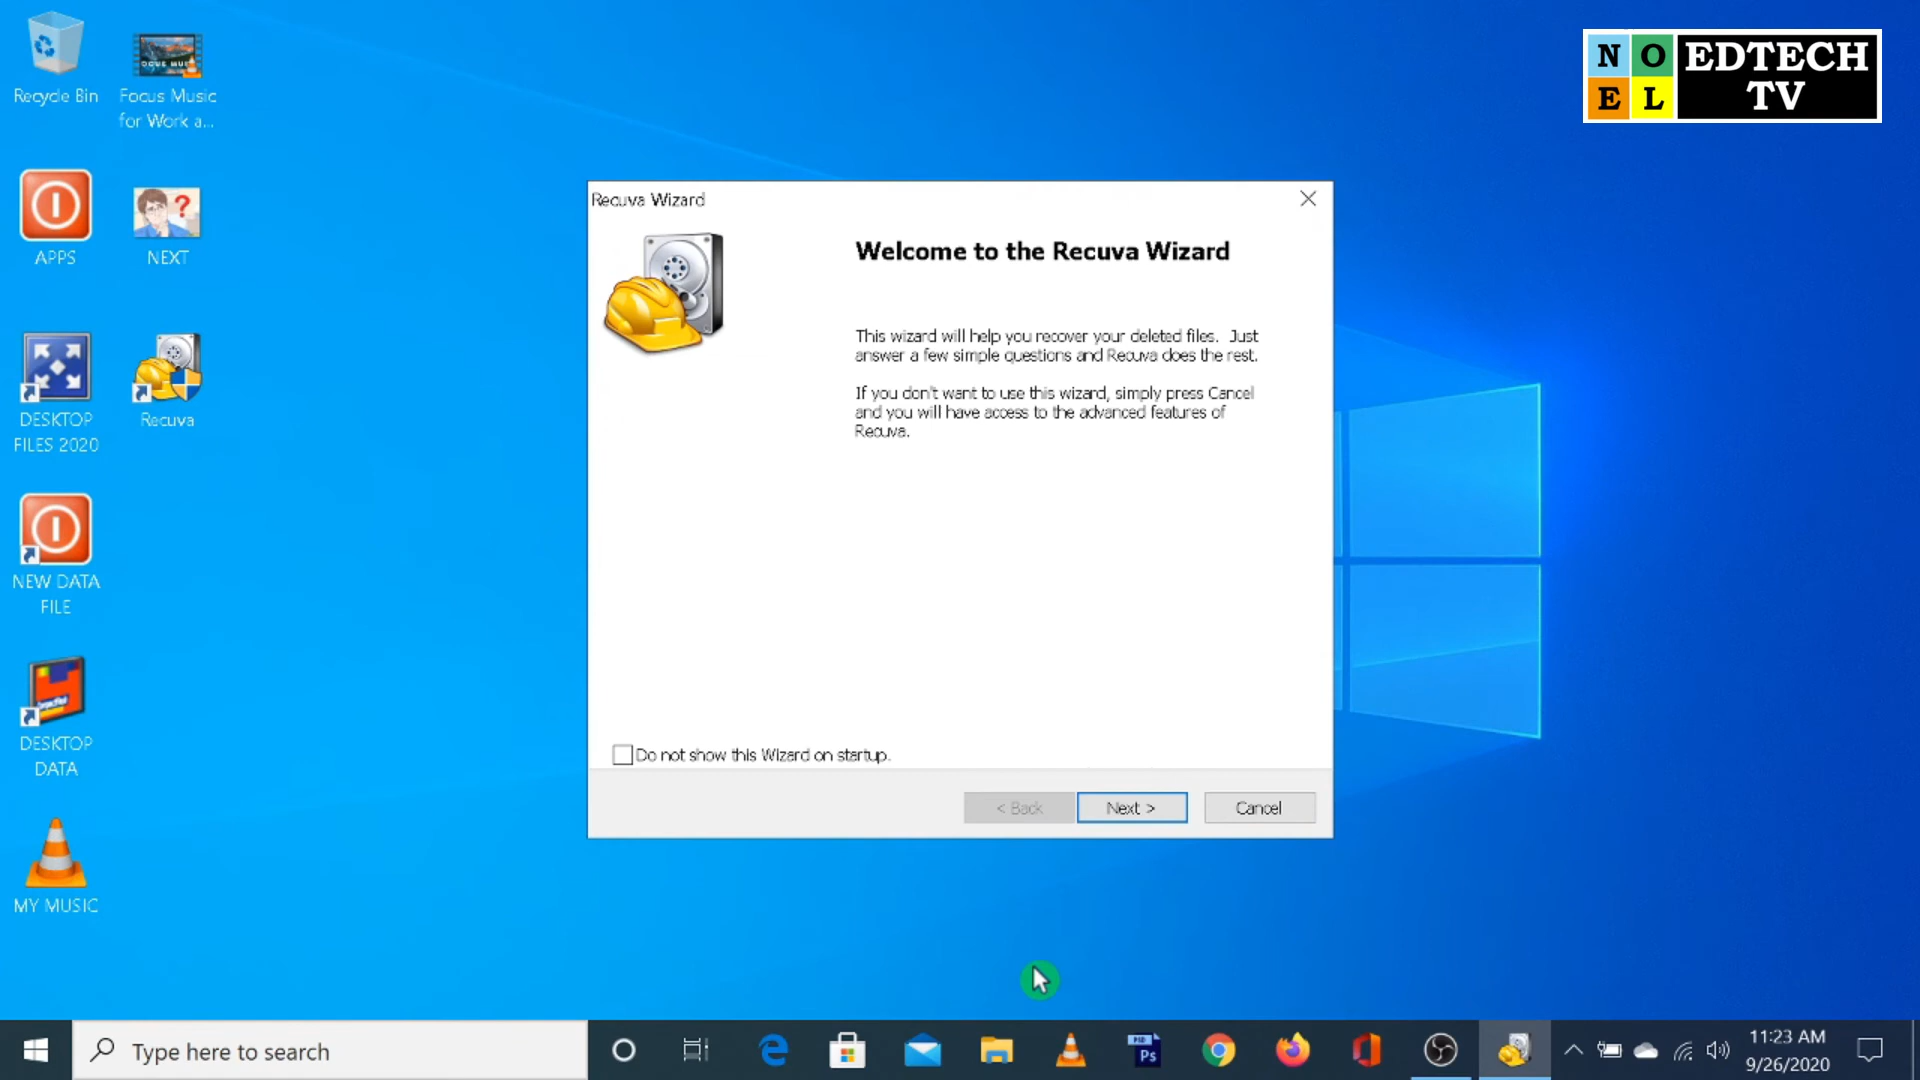 Recycle Bin
Focus Music
for Work a...
APPS
NEXT
DESKTOP
FILES 2020
Recuva
NEW DATA
FILE
DESKTOP
DATA
MY MUSIC
N O
E L
EDTECH
TV
Recuva Wizard
Welcome to the Recuva Wizard
This wizard will help you recover your deleted files.  Just
answer a few simple questions and Recuva does the rest.
If you don't want to use this wizard, simply press Cancel
and you will have access to the advanced features of
Recuva.
Do not show this Wizard on startup.
< Back
Next >
Cancel
Type here to search
Ps
11:23 AM
9/26/2020